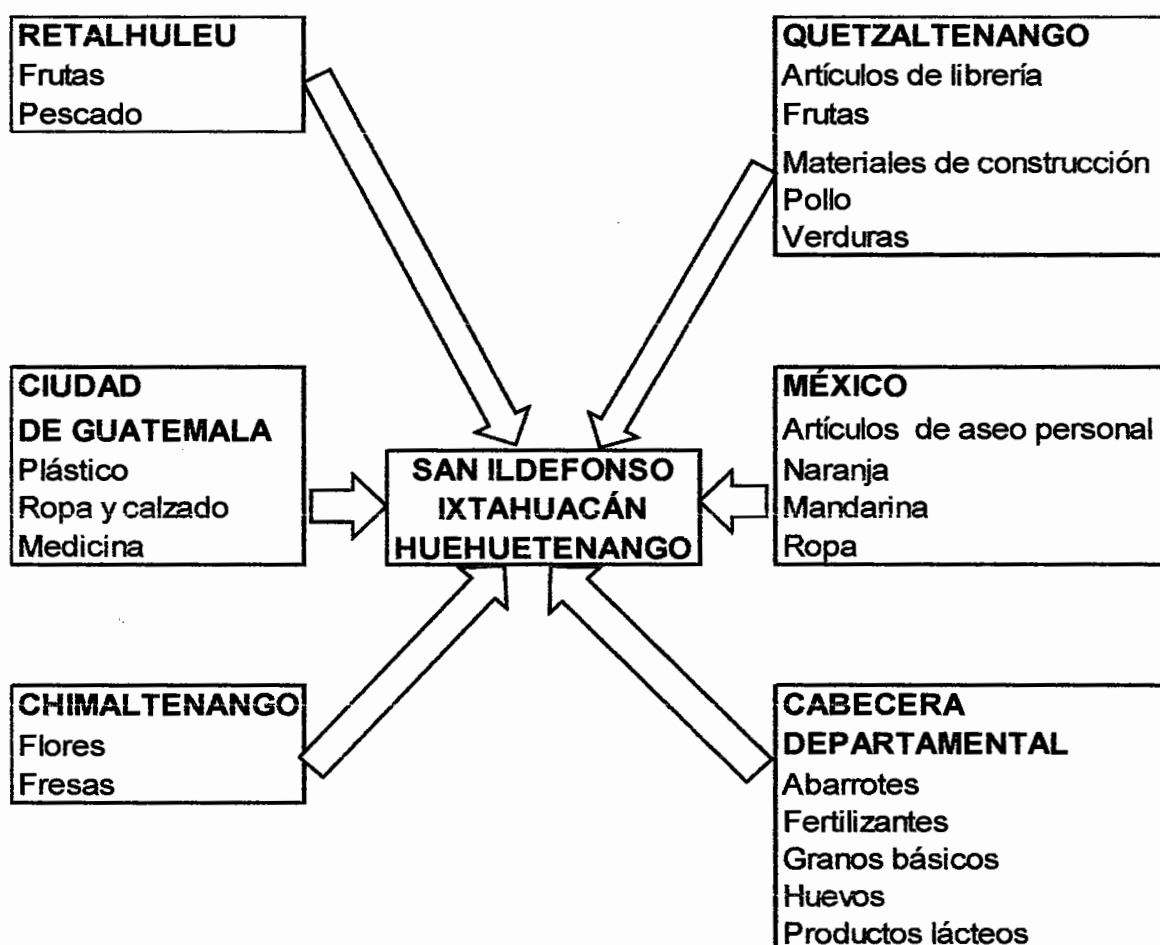 RETALHULEU
Frutas
Pescado
QUETZALTENANGO
Artículos de librería
Frutas
Materiales de construcción
Pollo
Verduras
CIUDAD
DE GUATEMALA
Plástico
Ropa y calzado
Medicina
SAN ILDEFONSO
IXTAHUACÁN
HUEHUETENANGO
MÉXICO
Artículos de aseo personal
Naranja
Mandarina
Ropa
CHIMALTENANGO
Flores
Fresas
CABECERA
DEPARTAMENTAL
Abarrotes
Fertilizantes
Granos básicos
Huevos
Productos lácteos